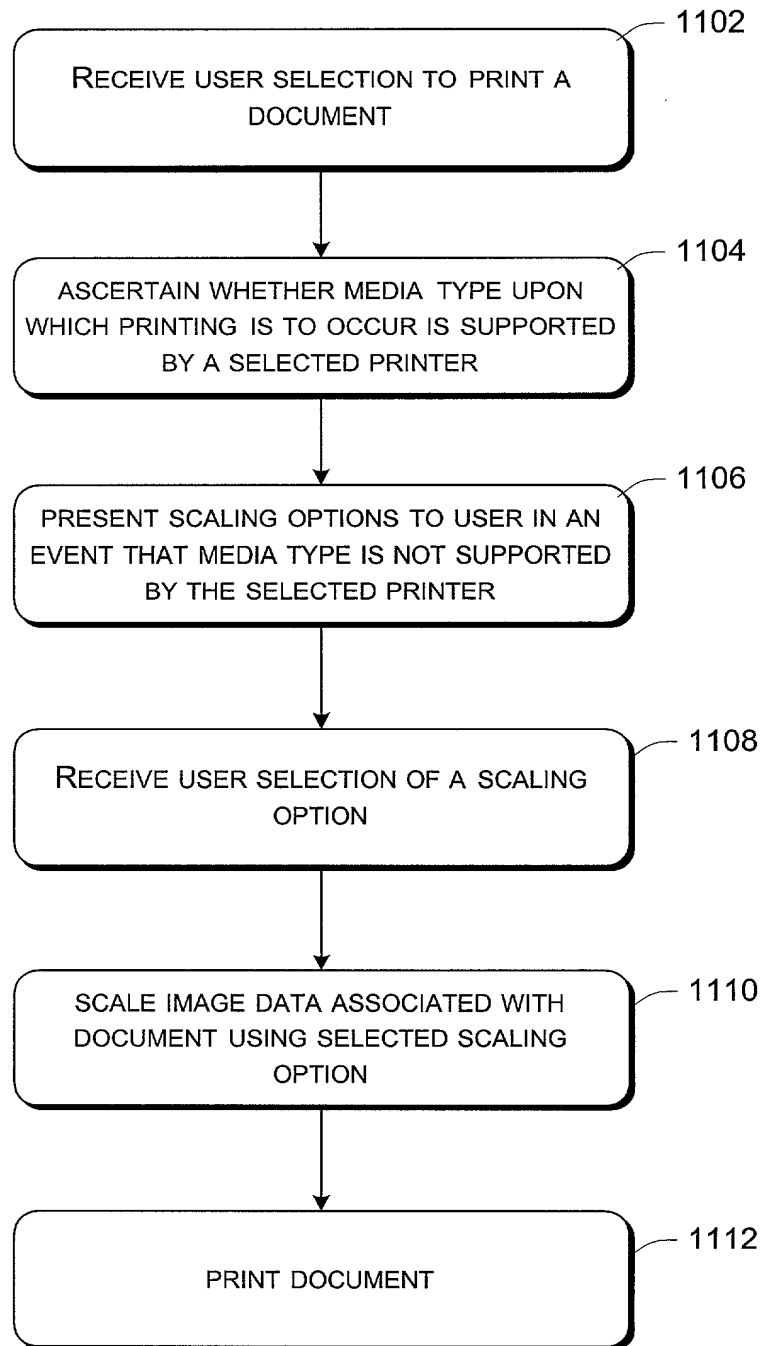 1102
RECEIVE USER SELECTION TO PRINT A
DOCUMENT
1104
ASCERTAIN WHETHER MEDIA TYPE UPON
WHICH PRINTING IS TO OCCUR IS SUPPORTED
BY A SELECTED PRINTER
1106
PRESENT SCALING OPTIONS TO USER IN AN
EVENT THAT MEDIA TYPE IS NOT SUPPORTED
BY THE SELECTED PRINTER
1108
RECEIVE USER SELECTION OF A SCALING
OPTION
1110
SCALE IMAGE DATA ASSOCIATED WITH
DOCUMENT USING SELECTED SCALING
OPTION
1112
PRINT DOCUMENT